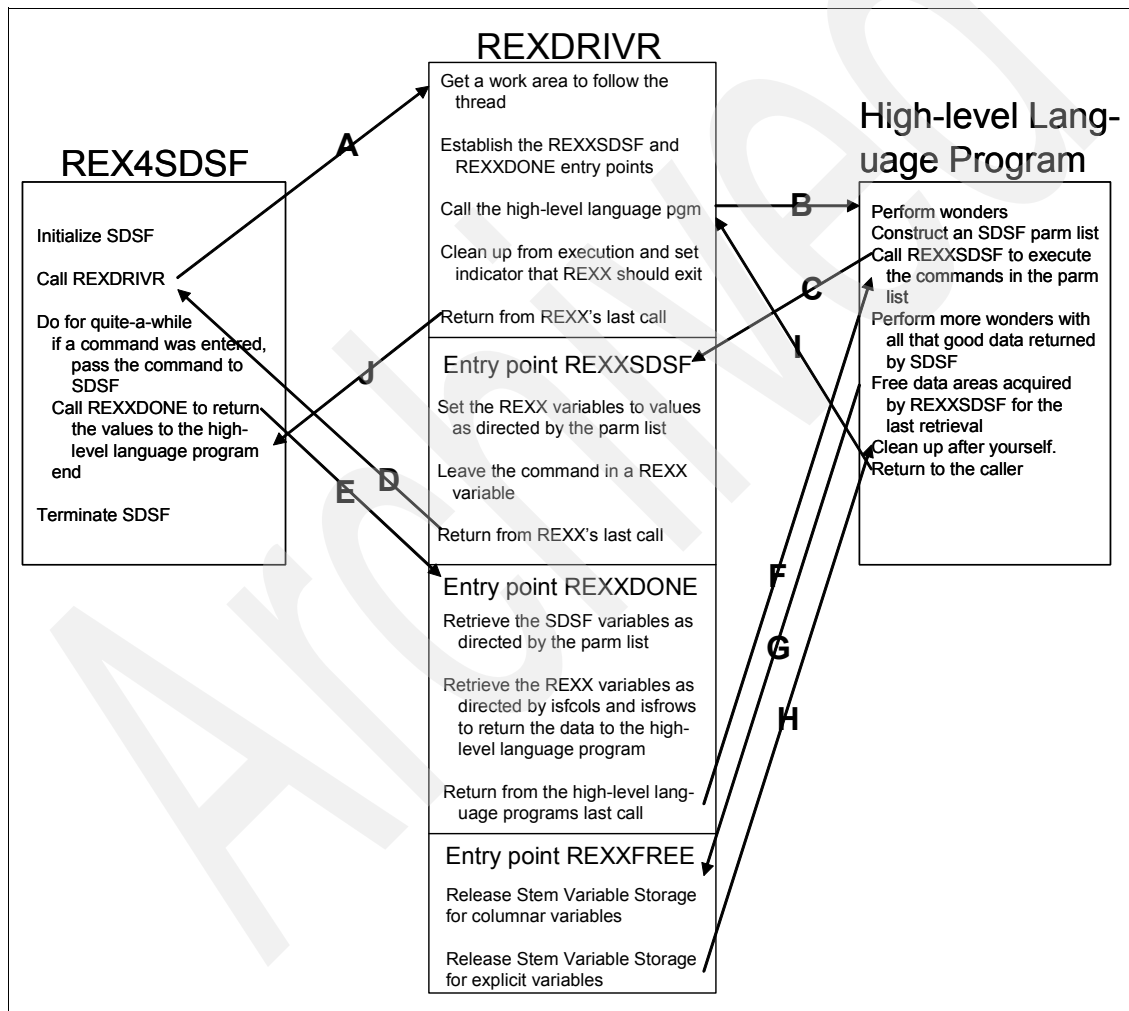 REX4SDSF
Initialize SDSF
Call REXDRIVR
Do for quite-a-while
if a command was entered,
pass the command to
SDSF
Call REXXDONE to return
the values to the high-
level language program
end
Terminate SDSF
REXDRIVR
Get a work area to follow the
thread
Establish the REXXSDSF and
REXXDONE entry points
Call the high-level language pgm
Clean up from execution and set
indicator that REXX should exit
Return from REXX's last call
Entry point REXXSDSF
Set the REXX variables to values
as directed by the parm list
Leave the command in a REXX
variable
Return from REXX's last call
Entry point REXXDONE
Retrieve the SDSF variables as
directed by the parm list
Retrieve the REXX variables as
directed by isfcols and isfrows
to return the data to the high-
level language program
Return from the high-level lang-
uage programs last call
Entry point REXXFREE
Release Stem Variable Storage
for columnar variables
Release Stem Variable Storage
for explicit variables
High-level Lang-
uage Program
Perform wonders
Construct an SDSF parm list
Call REXXSDSF to execute
the commands in the parm
list
Perform more wonders with
all that good data returned
by SDSF
Free data areas acquired
by REXXSDSF for the
last retrieval
Clean up after yourself.
Return to the caller
A
B
C
D
E
F
G
H
I
J
Archived